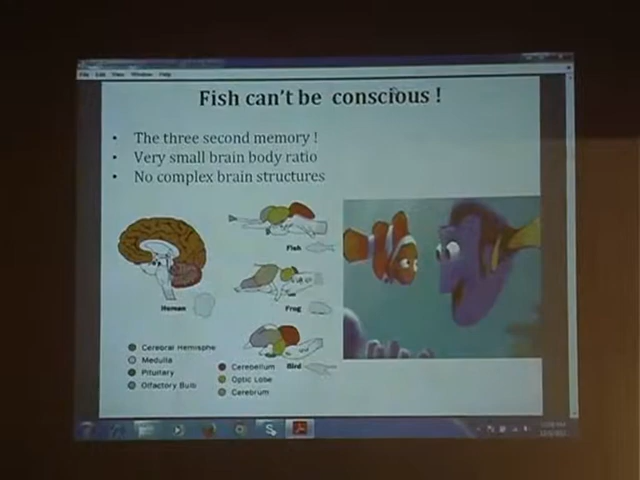 File Edit View Window Help
Fish can't be conscious !
• The three second memory !
• Very small brain body ratio
• No complex brain structures
Fish
Human
Frog
Bird
Cerebral Hemisphe
Medulla
Pituitary
Olfactory Bulb
Cerebellum
Optic Lobe
Cerebrum